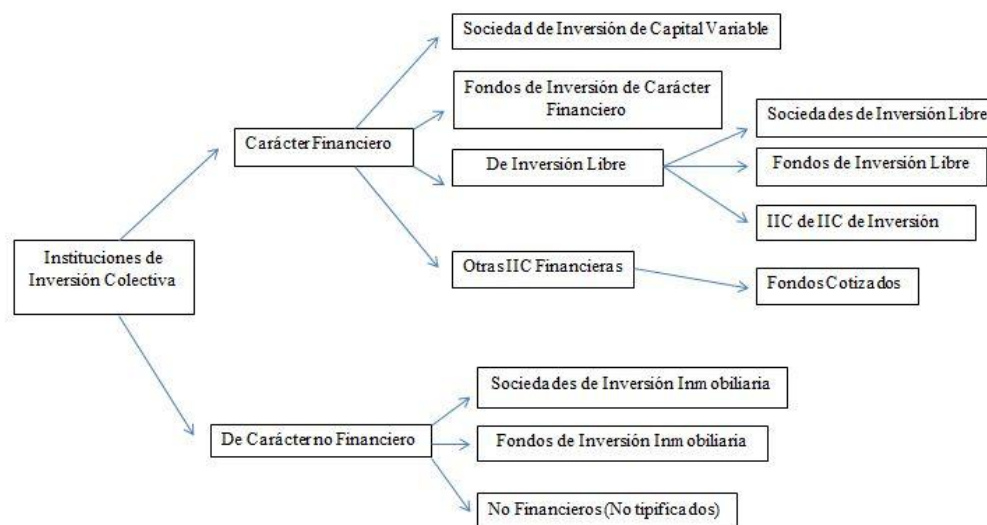 Sociedad de Inversión de Capital Variable
Fondos de Inversión de Carácter
Financiero
Sociedades de Inversión Libre
Carácter Financiero
De Inversión Libre
Fondos de Inversión Libre
IIC de IIC de Inversión
Instituciones de
Inversión Colectiva
Otras IIC Financieras
Fondos Cotizados
Sociedades de Inversión Inmobiliaria
De Carácter no Financiero
Fondos de Inversión Inmobiliaria
No Financieros (No tipificados)